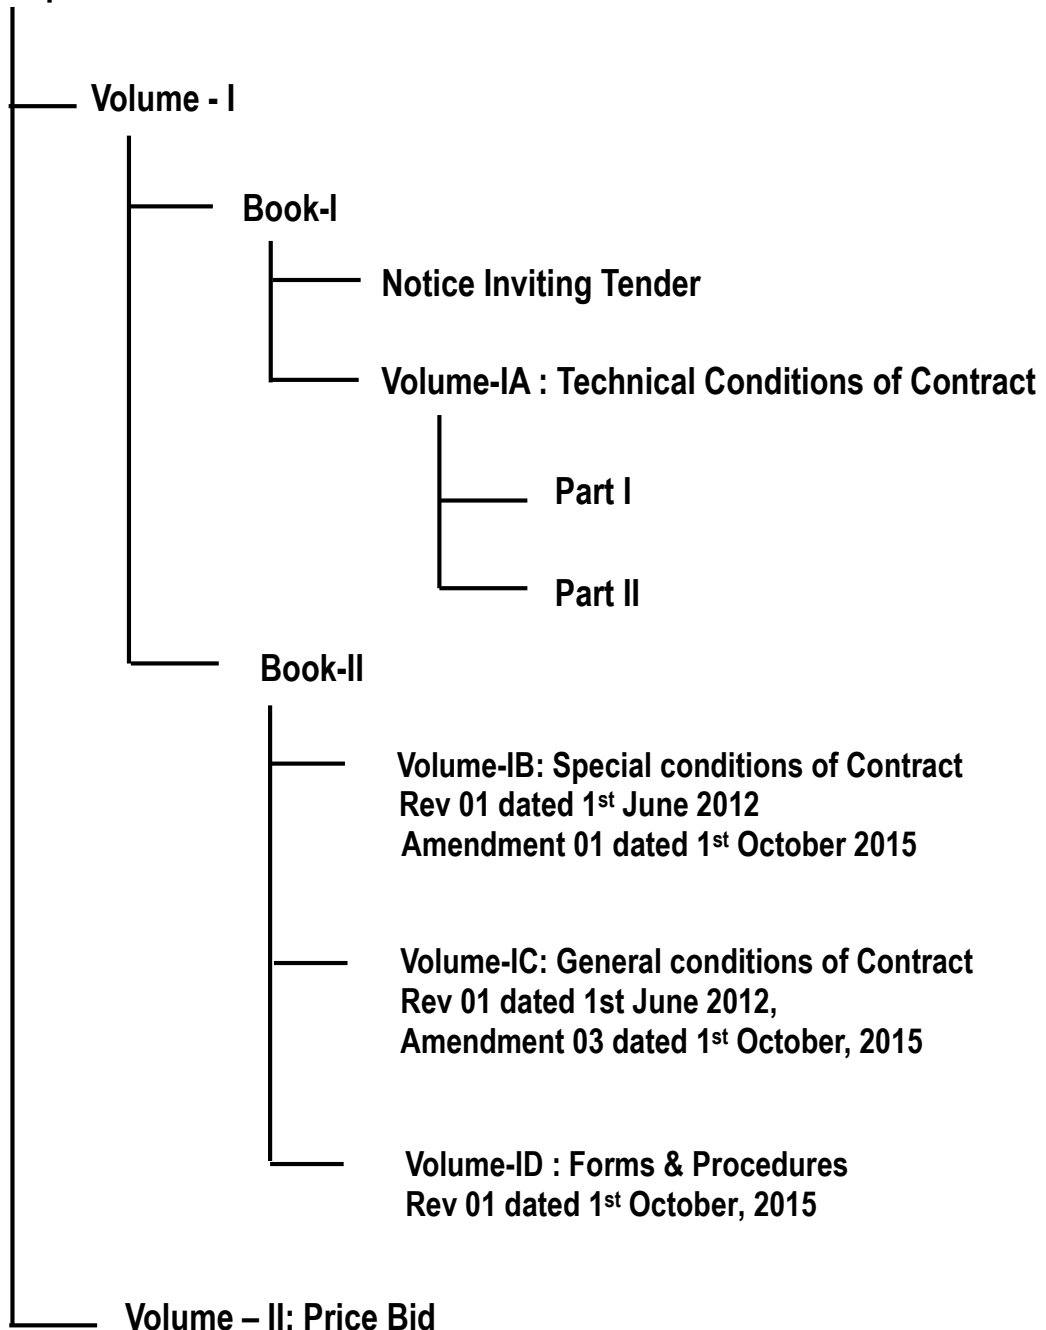 Volume - I
Book-I
Notice Inviting Tender
Volume-IA : Technical Conditions of Contract
Part I
Part II
Book-II
Volume-IB: Special conditions of Contract
Rev 01 dated 1st June 2012
Amendment 01 dated 1st October 2015
Volume-IC: General conditions of Contract
Rev 01 dated 1st June 2012,
Amendment 03 dated 1st October, 2015
Volume-ID : Forms & Procedures
Rev 01 dated 1st October, 2015
Volume – II: Price Bid